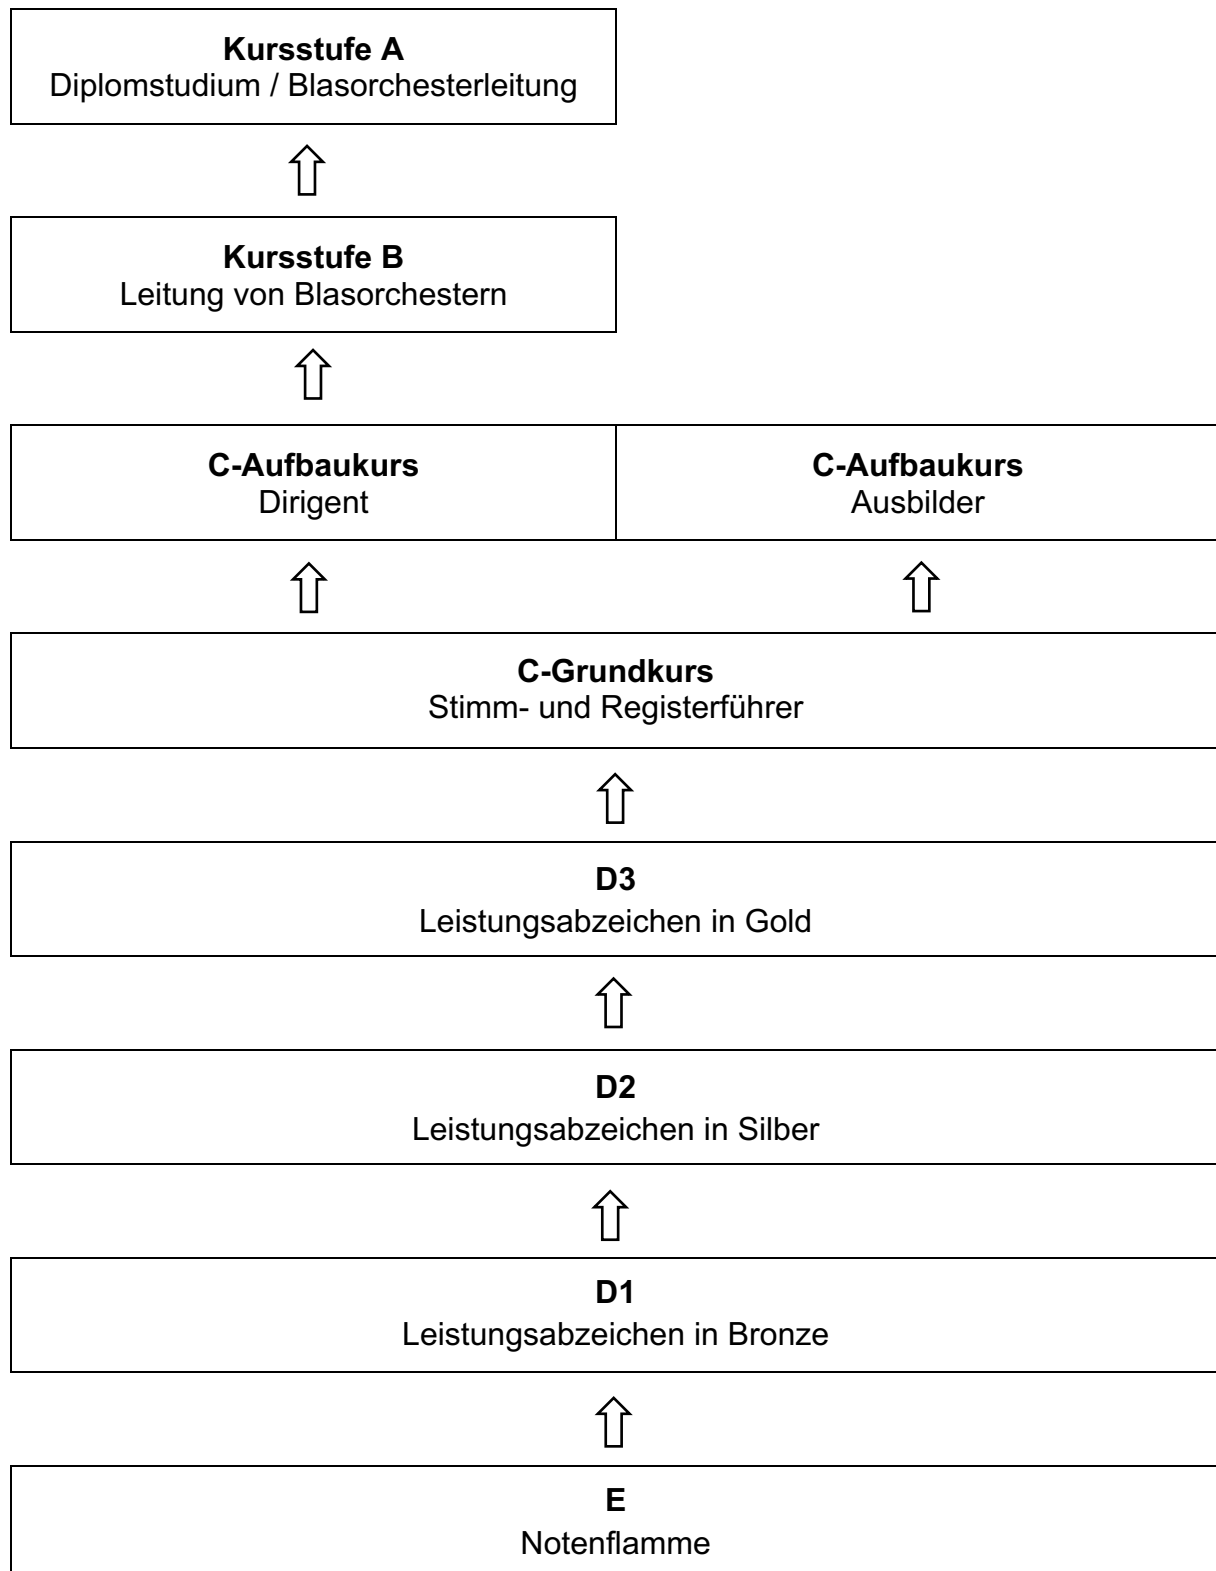 Kursstufe A
Diplomstudium / Blasorchesterleitung
Kursstufe B
Leitung von Blasorchestern
C-Aufbaukurs
Dirigent
C-Aufbaukurs
Ausbilder
C-Grundkurs
Stimm- und Registerführer
D3
Leistungsabzeichen in Gold
D2
Leistungsabzeichen in Silber
D1
Leistungsabzeichen in Bronze
E
Notenflamme